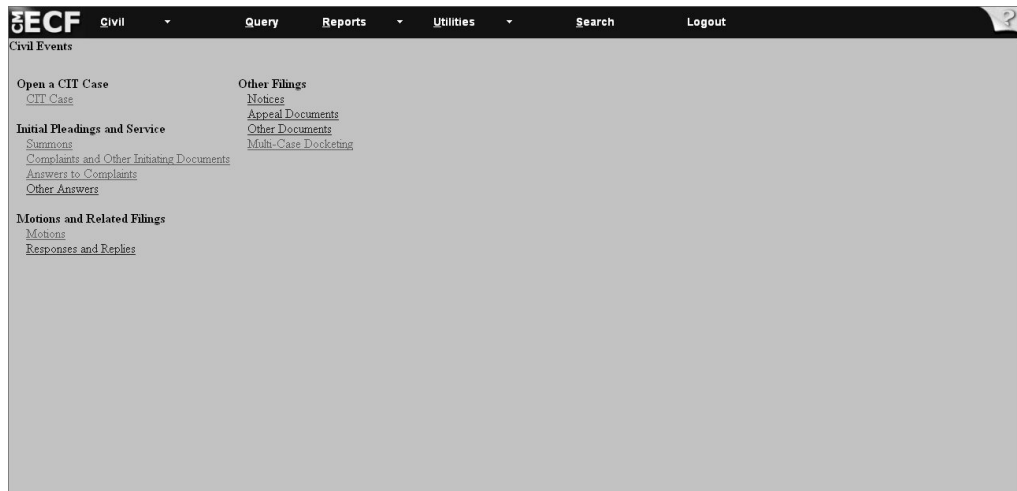 CM ECF Civil Query Reports Utilities Search Logout ?
Civil Events
Open a CIT Case
CIT Case
Initial Pleadings and Service
Summons
Complaints and Other Initiating Documents
Answers to Complaints
Other Answers
Motions and Related Filings
Motions
Responses and Replies
Other Filings
Notices
Appeal Documents
Other Documents
Multi-Case Docketing